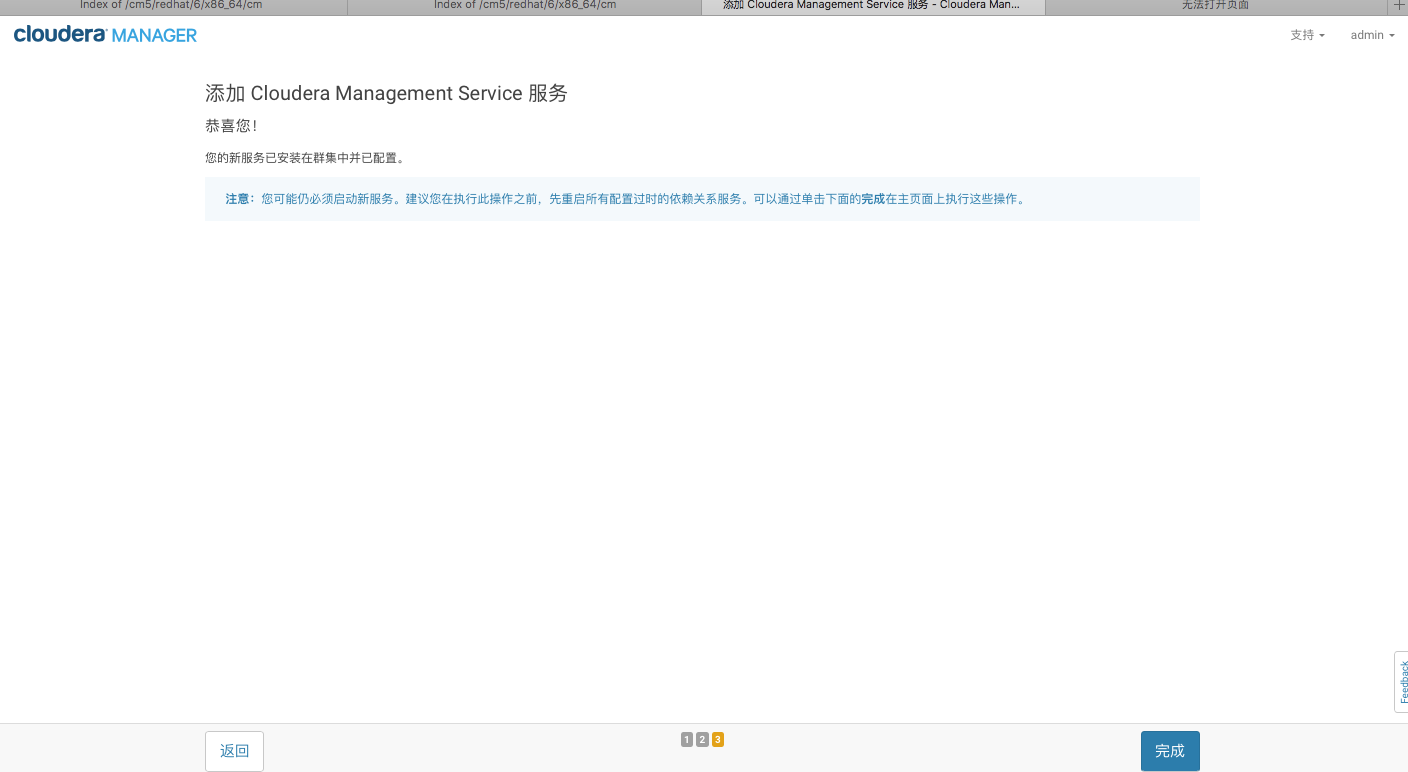 Index of /cm5/redhat/6/x86_64/cm
Index of /cm5/redhat/6/x86_64/cm
添加 Cloudera Management Service 服务 - Cloudera Man...
无法打开页面
cloudera MANAGER
支持
admin
添加 Cloudera Management Service 服务
恭喜您！
您的新服务已安装在群集中并已配置。
注意：您可能仍必须启动新服务。建议您在执行此操作之前，先重启所有配置过时的依赖关系服务。可以通过单击下面的完成在主页面上执行这些操作。
Feedback
返回
1 2 3
完成